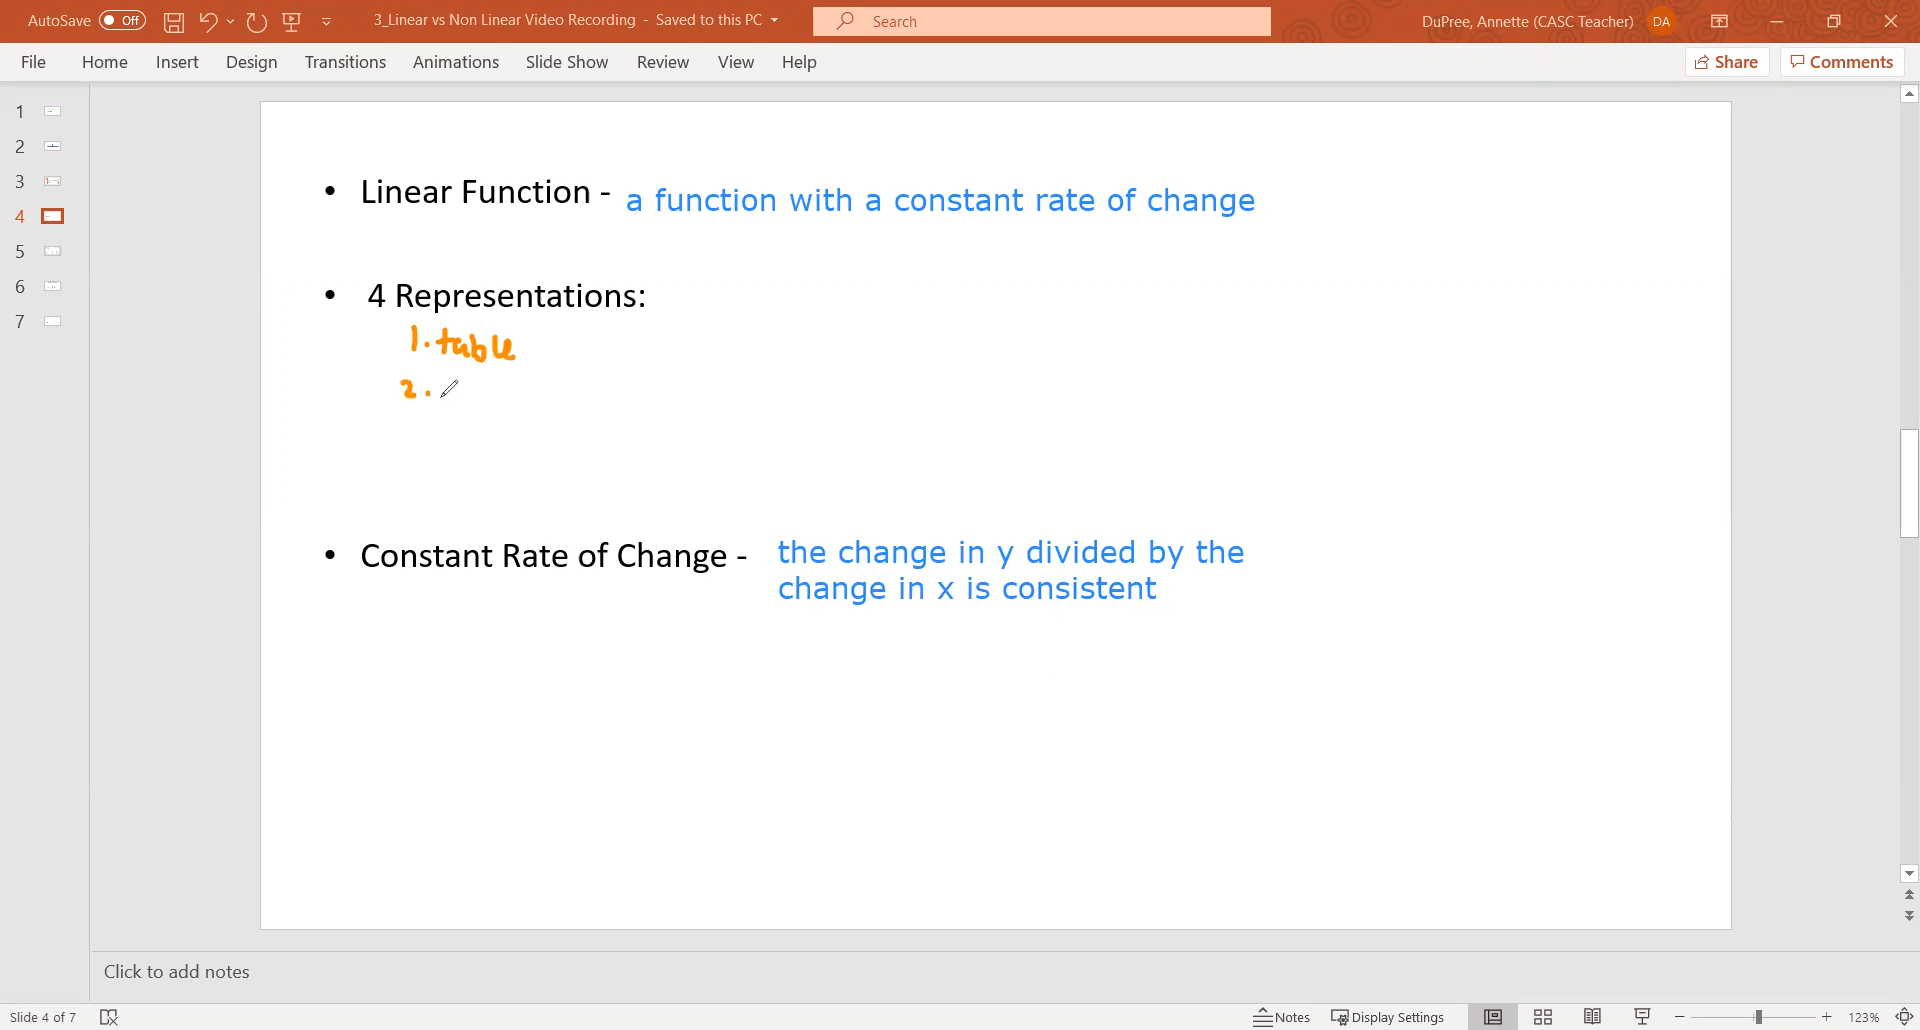 AutoSave Off 3_Linear vs Non Linear Video Recording - Saved to this PC Search DuPree, Annette (CASC Teacher) DA
File Home Insert Design Transitions Animations Slide Show Review View Help Share Comments
1
2
3
4
5
6
7
• Linear Function - a function with a constant rate of change
• 4 Representations:
1. table
2.
• Constant Rate of Change - the change in y divided by the
change in x is consistent
Click to add notes
Slide 4 of 7 Notes Display Settings 123%